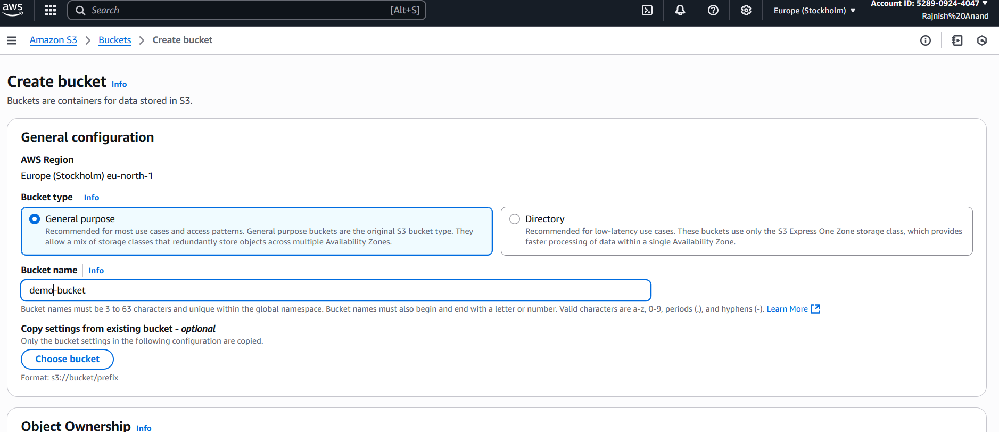 aws
Search [Alt+S]
Europe (Stockholm)
Account ID: 5289-0924-4047
Rajnish%20Anand
Amazon S3 > Buckets > Create bucket
Create bucket Info
Buckets are containers for data stored in S3.
General configuration
AWS Region
Europe (Stockholm) eu-north-1
Bucket type Info
General purpose
Recommended for most use cases and access patterns. General purpose buckets are the original S3 bucket type. They
allow a mix of storage classes that redundantly store objects across multiple Availability Zones.
Directory
Recommended for low-latency use cases. These buckets use only the S3 Express One Zone storage class, which provides
faster processing of data within a single Availability Zone.
Bucket name Info
demo-bucket
Bucket names must be 3 to 63 characters and unique within the global namespace. Bucket names must also begin and end with a letter or number. Valid characters are a-z, 0-9, periods (.), and hyphens (-). Learn More
Copy settings from existing bucket - optional
Only the bucket settings in the following configuration are copied.
Choose bucket
Format: s3://bucket/prefix
Object Ownership Info